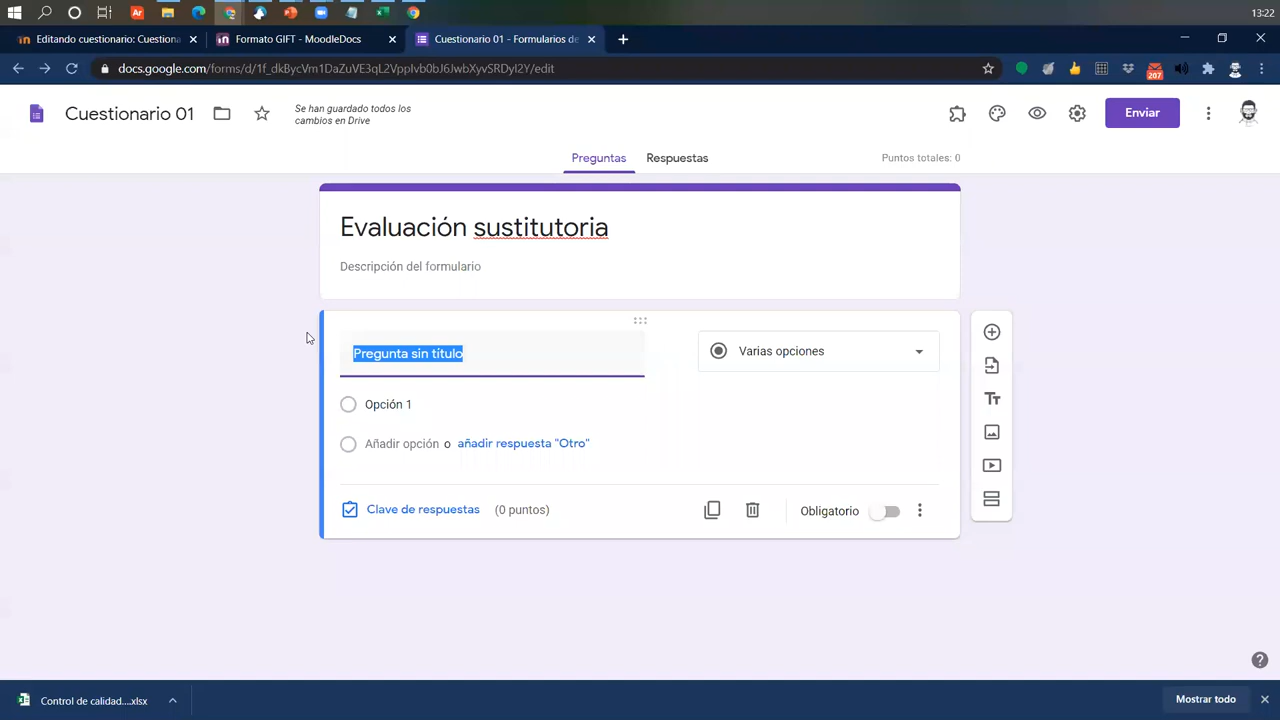 13:22
Editando cuestionario: Cuestiona
Formato GIFT - MoodleDocs
Cuestionario 01 - Formularios de
docs.google.com/forms/d/1f_dkBycVm1DaZuVE3qL2VppIvb0bJ6JwbXyvSRDyI2Y/edit
207
Cuestionario 01
Se han guardado todos los
cambios en Drive
Enviar
Preguntas
Respuestas
Puntos totales: 0
Evaluación sustitutoria
Descripción del formulario
Pregunta sin título
Varias opciones
Opción 1
Añadir opción o añadir respuesta "Otro"
Clave de respuestas (0 puntos)
Obligatorio
Control de calidad....xlsx
Mostrar todo